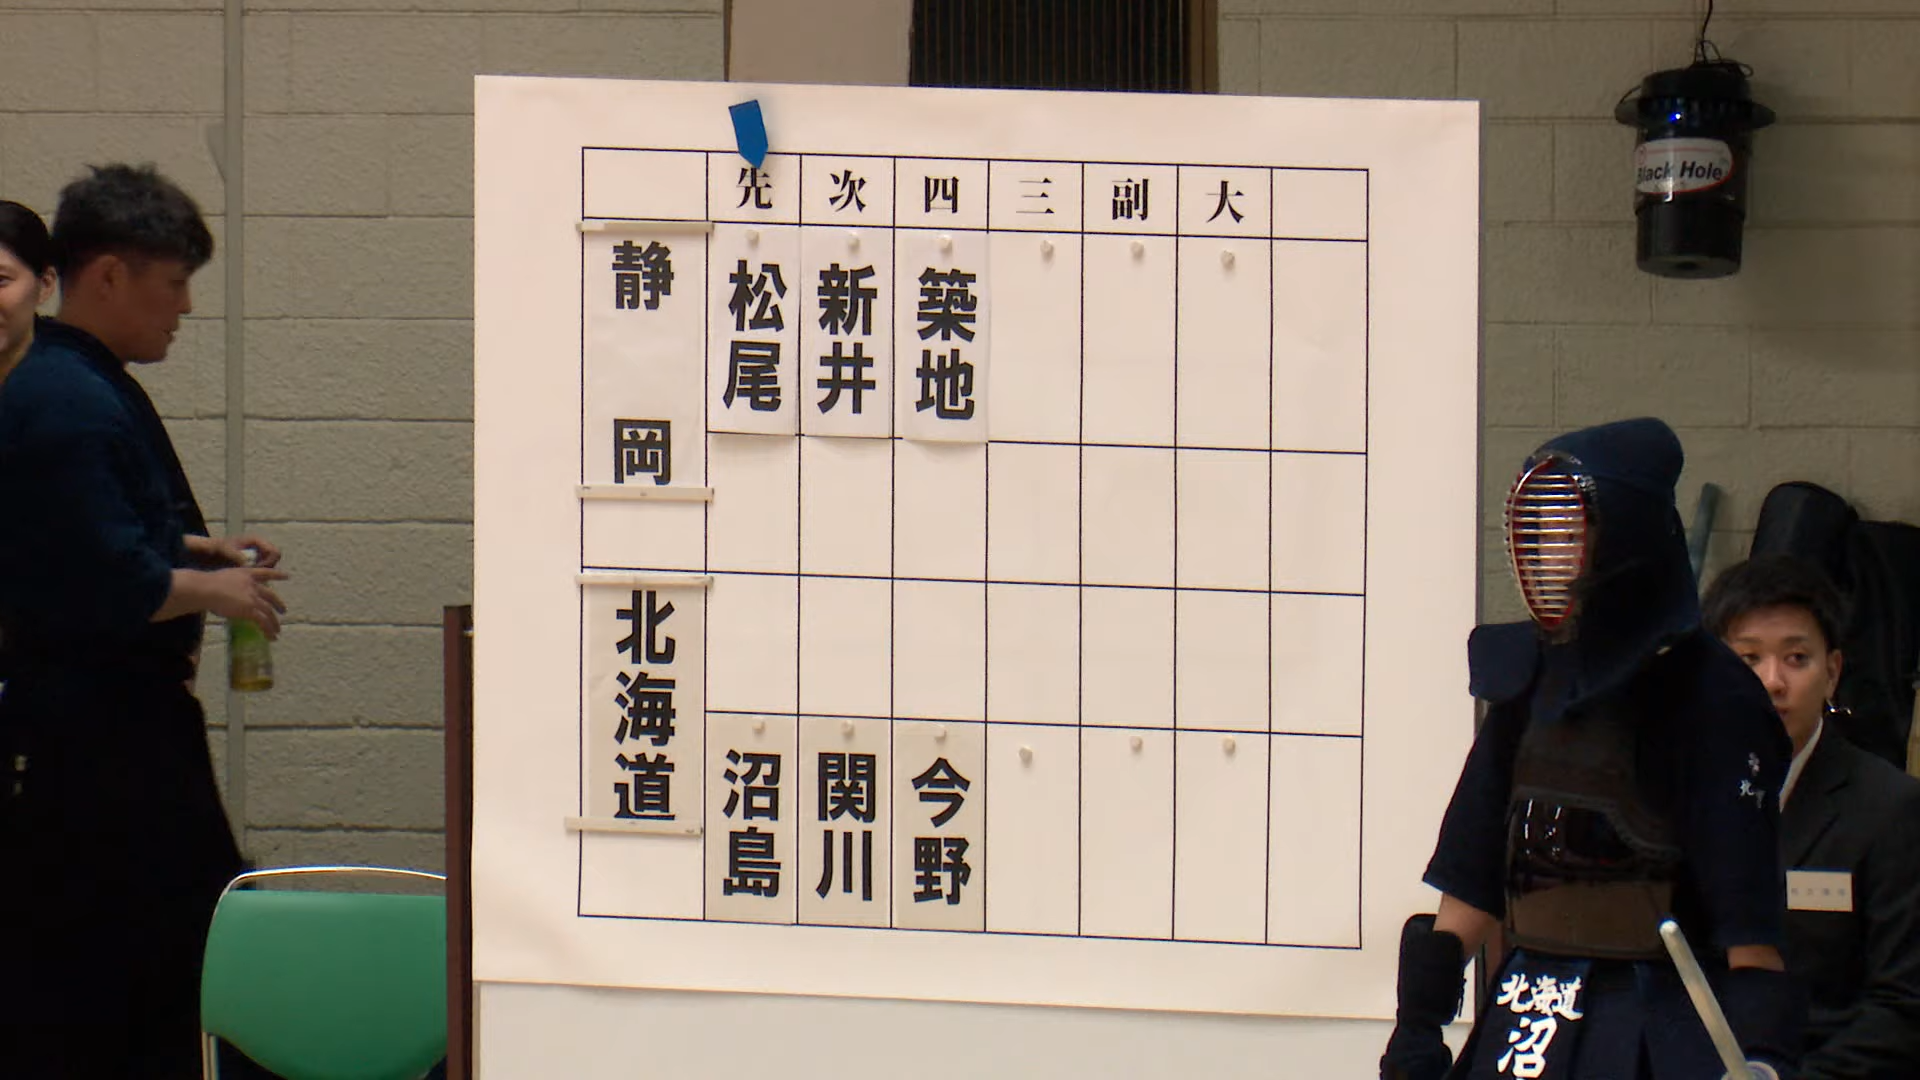 先 次 四 三 副 大
静岡 松尾 新井 築地
北海道 沼島 関川 今野
Black Hole
北海道
沼